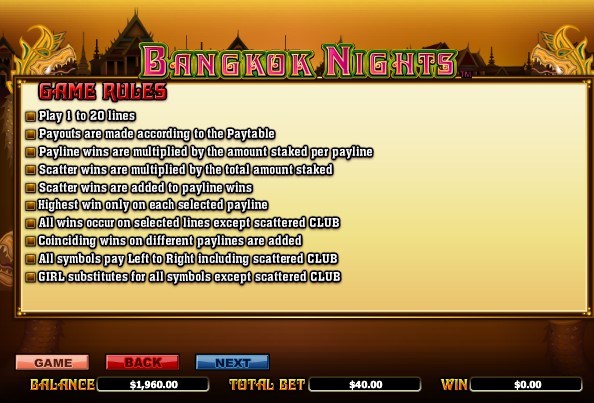 BANGKOK NIGHTS™
GAME RULES
Play 1 to 20 lines
Payouts are made according to the Paytable
Payline wins are multiplied by the amount staked per payline
Scatter wins are multiplied by the total amount staked
Scatter wins are added to payline wins
Highest win only on each selected payline
All wins occur on selected lines except scattered CLUB
Coinciding wins on different paylines are added
All symbols pay Left to Right including scattered CLUB
GIRL substitutes for all symbols except scattered CLUB
GAME BACK NEXT
BALANCE $1,960.00 TOTAL BET $40.00 WIN $0.00